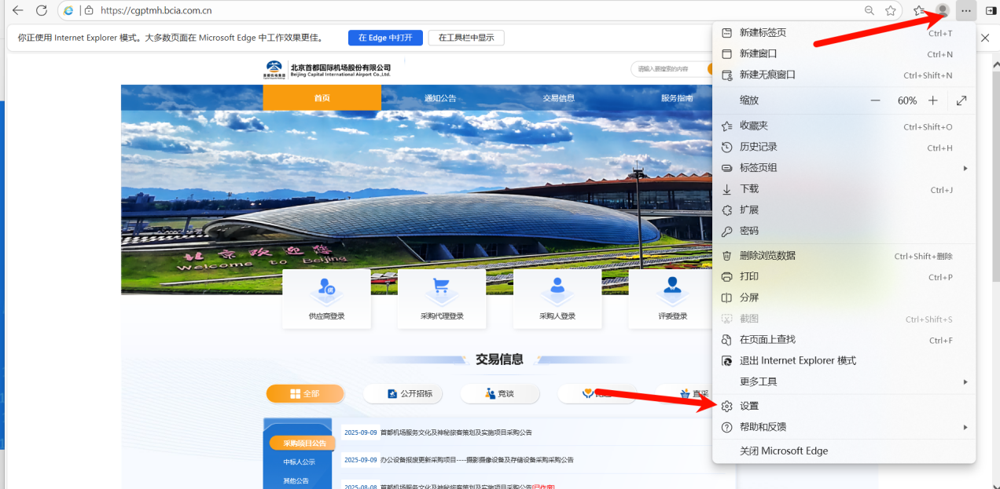 https://cgptmh.bcia.com.cn
你正使用 Internet Explorer 模式。大多数页面在 Microsoft Edge 中工作效果更佳。
在 Edge 中打开
在工具栏中显示
北京首都国际机场股份有限公司
Beijing Capital International Airport Co.,Ltd.
请输入要搜索的内容
首页
通知公告
交易信息
服务指南
北京欢迎您
Welcome to Beijing
供应商登录
采购代理登录
采购人登录
评委登录
交易信息
全部
公开招标
竞谈
直采
采购项目公告
中标人公示
其他公告
2025-09-09 首都机场服务文化及神秘旅客策划及实施项目采购公告
2025-09-09 办公设备报废更新采购项目----摄影摄像设备及存储设备采购采购公告
2025-08-08 首都机场服务文化及神秘旅客策划及实施项目采购公告[已作废]
新建标签页 Ctrl+T
新建窗口 Ctrl+N
新建无痕窗口 Ctrl+Shift+N
缩放 60%
收藏夹 Ctrl+Shift+O
历史记录 Ctrl+H
标签页组
下载 Ctrl+J
扩展
密码
删除浏览数据 Ctrl+Shift+删除
打印 Ctrl+P
分屏
截图 Ctrl+Shift+S
在页面上查找 Ctrl+F
退出 Internet Explorer 模式
更多工具
设置
帮助和反馈
关闭 Microsoft Edge